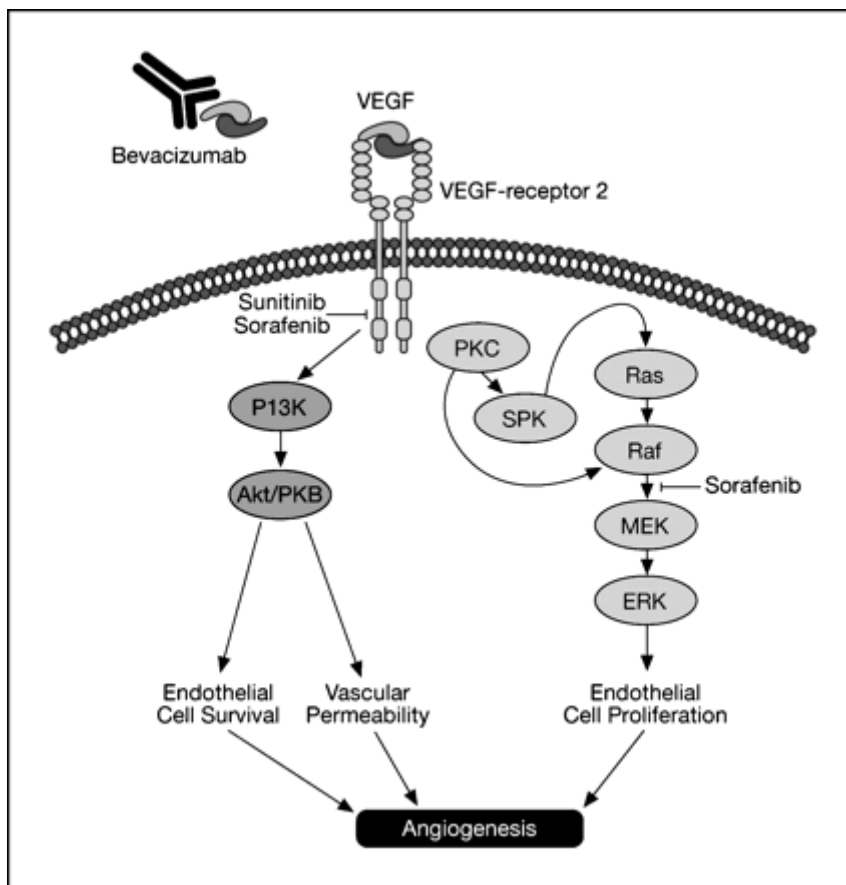 VEGF
Bevacizumab
VEGF-receptor 2
Sunitinib
Sorafenib
PKC
SPK
Ras
P13K
Raf
Akt/PKB
Sorafenib
MEK
ERK
Endothelial
Cell Survival
Vascular
Permeability
Endothelial
Cell Proliferation
Angiogenesis